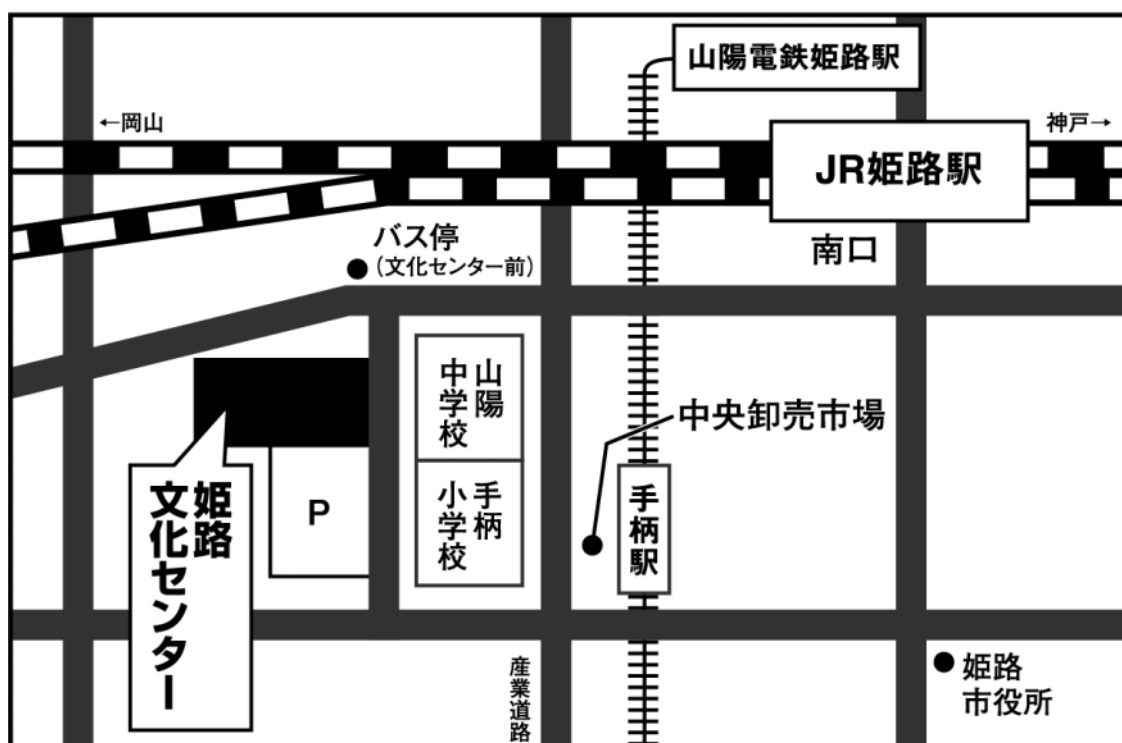 山陽電鉄姫路駅
←岡山
神戸→
JR姫路駅
南口
バス停
（文化センター前）
山陽
中学校
中央卸売市場
手柄
小学校
手柄駅
P
姫路
文化センター
産業道路
姫路
市役所